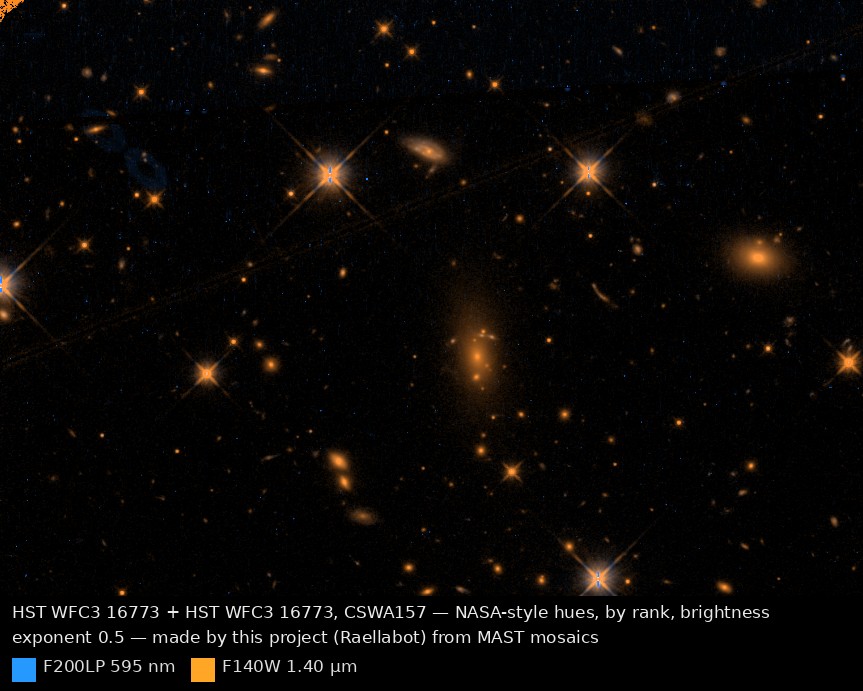 HST WFC3 16773 + HST WFC3 16773, CSWA157 — NASA-style hues, by rank, brightness
exponent 0.5 — made by this project (Raellabot) from MAST mosaics
F200LP 595 nm F140W 1.40 µm